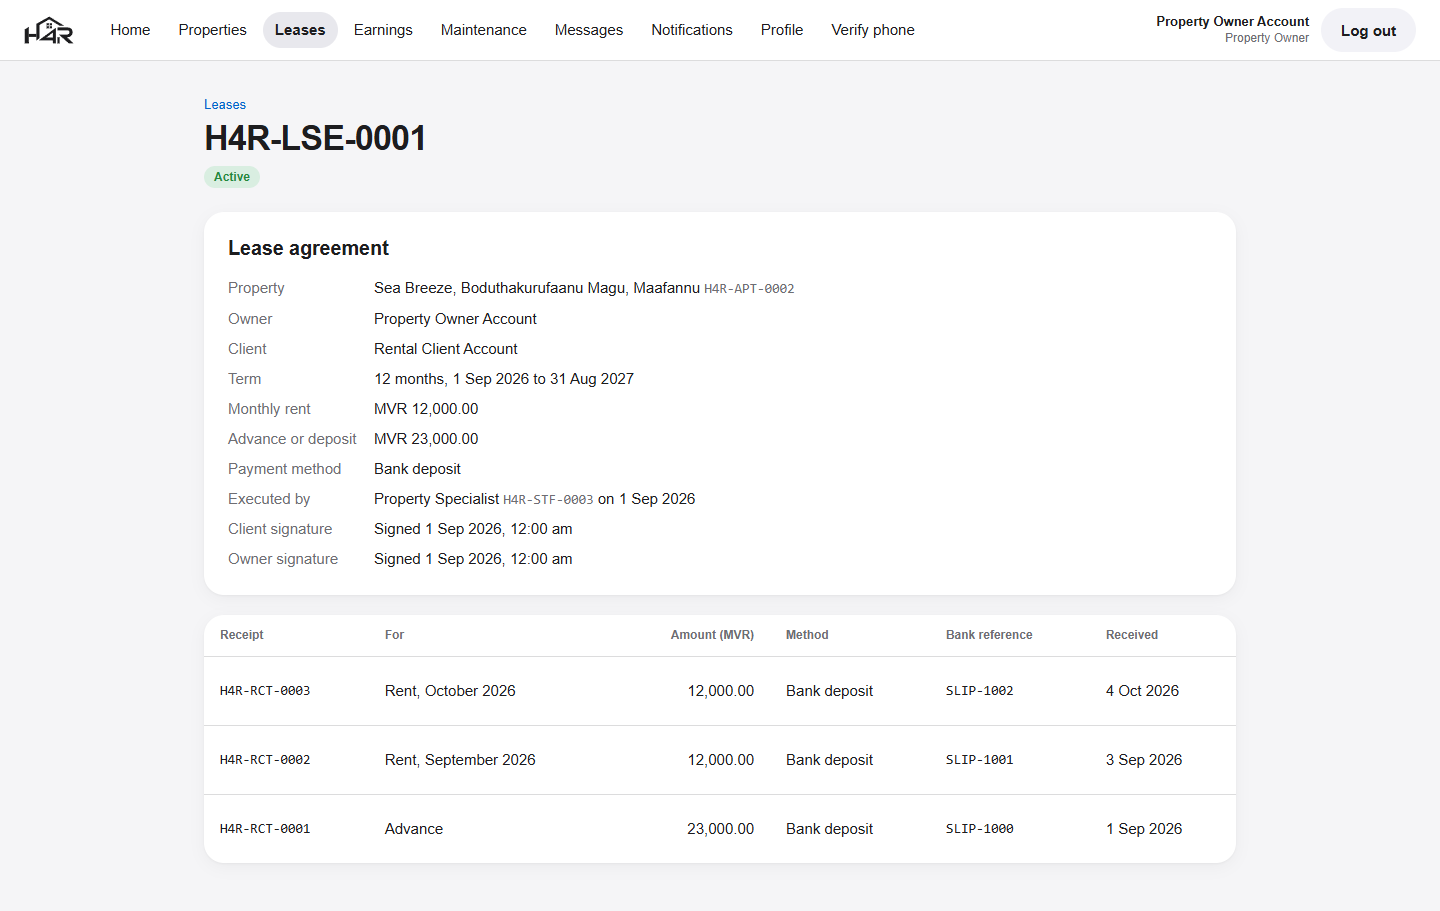 H4R
Home Properties Leases Earnings Maintenance Messages Notifications Profile Verify phone
Property Owner Account
Property Owner
Log out
Leases
H4R-LSE-0001
Active
Lease agreement
Property Sea Breeze, Boduthakurufaanu Magu, Maafannu H4R-APT-0002
Owner Property Owner Account
Client Rental Client Account
Term 12 months, 1 Sep 2026 to 31 Aug 2027
Monthly rent MVR 12,000.00
Advance or deposit MVR 23,000.00
Payment method Bank deposit
Executed by Property Specialist H4R-STF-0003 on 1 Sep 2026
Client signature Signed 1 Sep 2026, 12:00 am
Owner signature Signed 1 Sep 2026, 12:00 am
Receipt For Amount (MVR) Method Bank reference Received
H4R-RCT-0003 Rent, October 2026 12,000.00 Bank deposit SLIP-1002 4 Oct 2026
H4R-RCT-0002 Rent, September 2026 12,000.00 Bank deposit SLIP-1001 3 Sep 2026
H4R-RCT-0001 Advance 23,000.00 Bank deposit SLIP-1000 1 Sep 2026